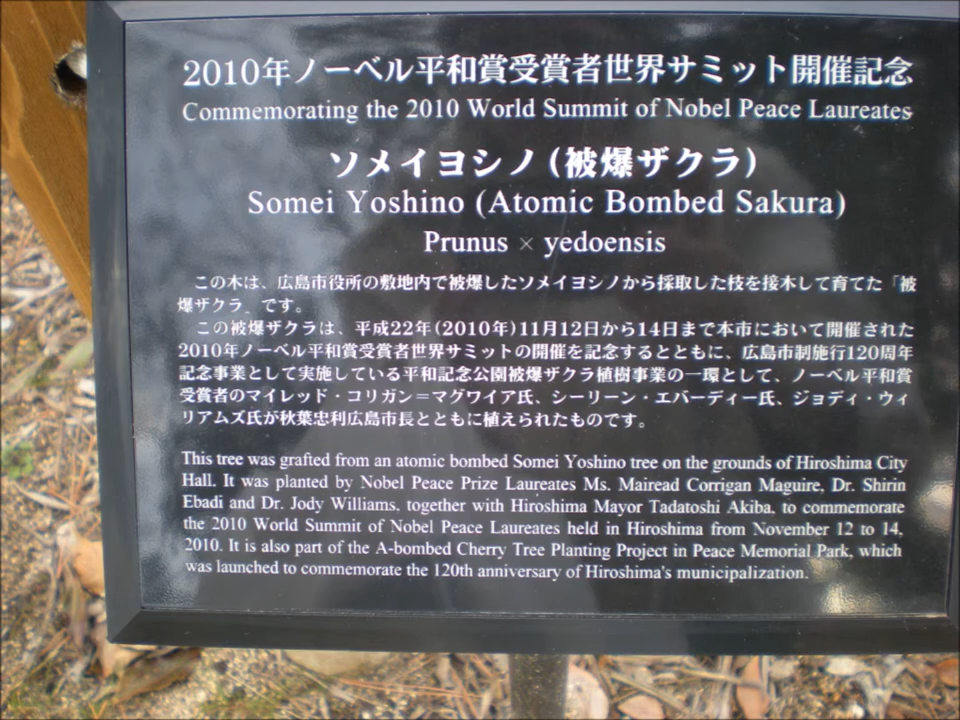 2010年ノーベル平和賞受賞者世界サミット開催記念
Commemorating the 2010 World Summit of Nobel Peace Laureates
ソメイヨシノ(被爆ザクラ)
Somei Yoshino (Atomic Bombed Sakura)
Prunus × yedoensis
この木は、広島市役所の敷地内で被爆したソメイヨシノから採取した枝を接木して育てた「被
爆ザクラ」です。
この被爆ザクラは、平成22年(2010年)11月12日から14日まで本市において開催された
2010年ノーベル平和賞受賞者世界サミットの開催を記念するとともに、広島市制施行120周年
記念事業として実施している平和記念公園被爆ザクラ植樹事業の一環として、ノーベル平和賞
受賞者のマイレッド・コリガン=マグワイア氏、シーリーン・エバーディー氏、ジョディ・ウィ
リアムズ氏が秋葉忠利広島市長とともに植えられたものです。
This tree was grafted from an atomic bombed Somei Yoshino tree on the grounds of Hiroshima City
Hall. It was planted by Nobel Peace Prize Laureates Ms. Mairead Corrigan Maguire, Dr. Shirin
Ebadi and Dr. Jody Williams, together with Hiroshima Mayor Tadatoshi Akiba, to commemorate
the 2010 World Summit of Nobel Peace Laureates held in Hiroshima from November 12 to 14,
2010. It is also part of the A-bombed Cherry Tree Planting Project in Peace Memorial Park, which
was launched to commemorate the 120th anniversary of Hiroshima's municipalization.